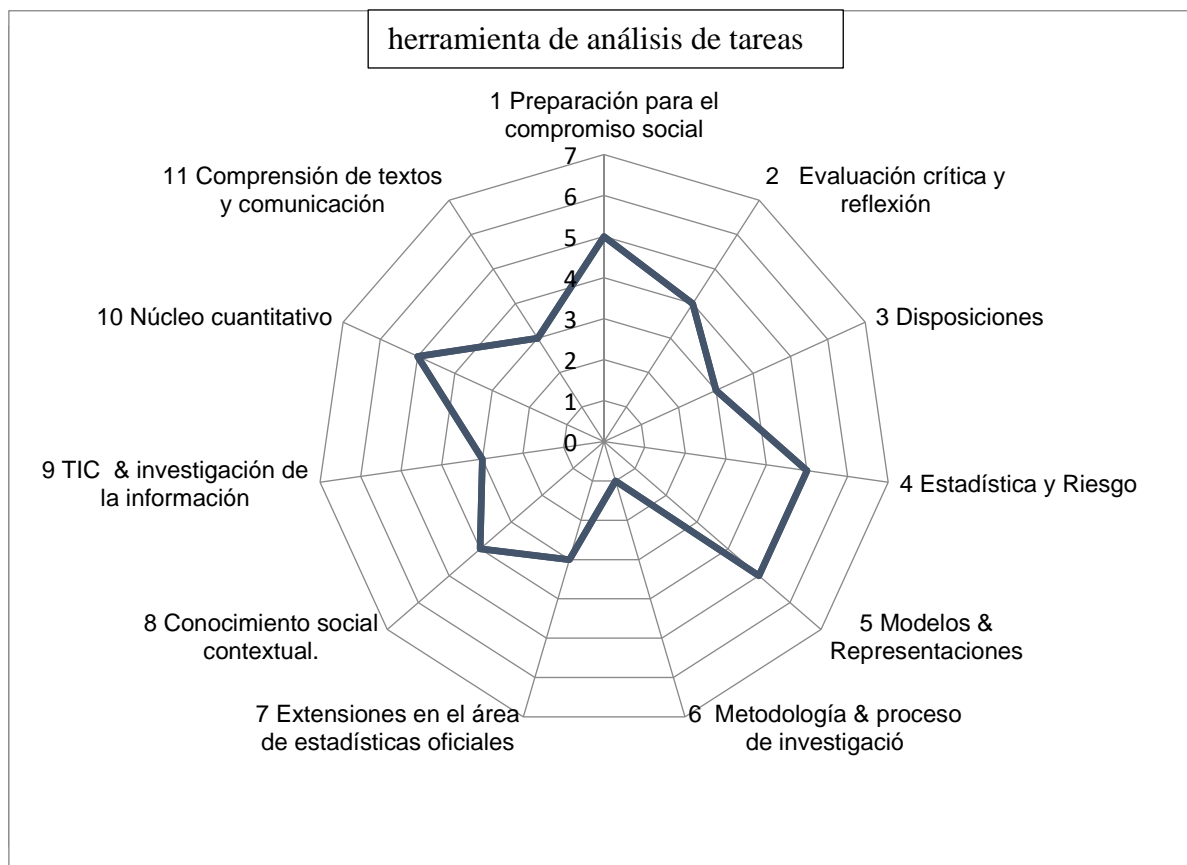 herramienta de análisis de tareas
1 Preparación para el
compromiso social
2 Evaluación crítica y
reflexión
3 Disposiciones
4 Estadística y Riesgo
5 Modelos &
Representaciones
6 Metodología & proceso
de investigació
7 Extensiones en el área
de estadísticas oficiales
8 Conocimiento social
contextual.
9 TIC & investigación de
la información
10 Núcleo cuantitativo
11 Comprensión de textos
y comunicación
7
6
5
4
3
2
1
0